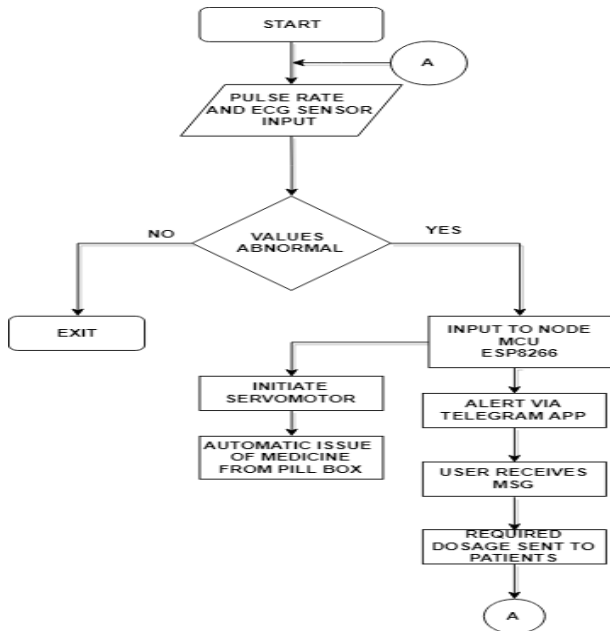 START
A
PULSE RATE
AND ECG SENSOR
INPUT
NO
VALUES
ABNORMAL
YES
EXIT
INPUT TO NODE
MCU
ESP8266
INITIATE
SERVOMOTOR
ALERT VIA
TELEGRAM APP
AUTOMATIC ISSUE
OF MEDICINE
FROM PILL BOX
USER RECEIVES
MSG
REQUIRED
DOSAGE SENT TO
PATIENTS
A